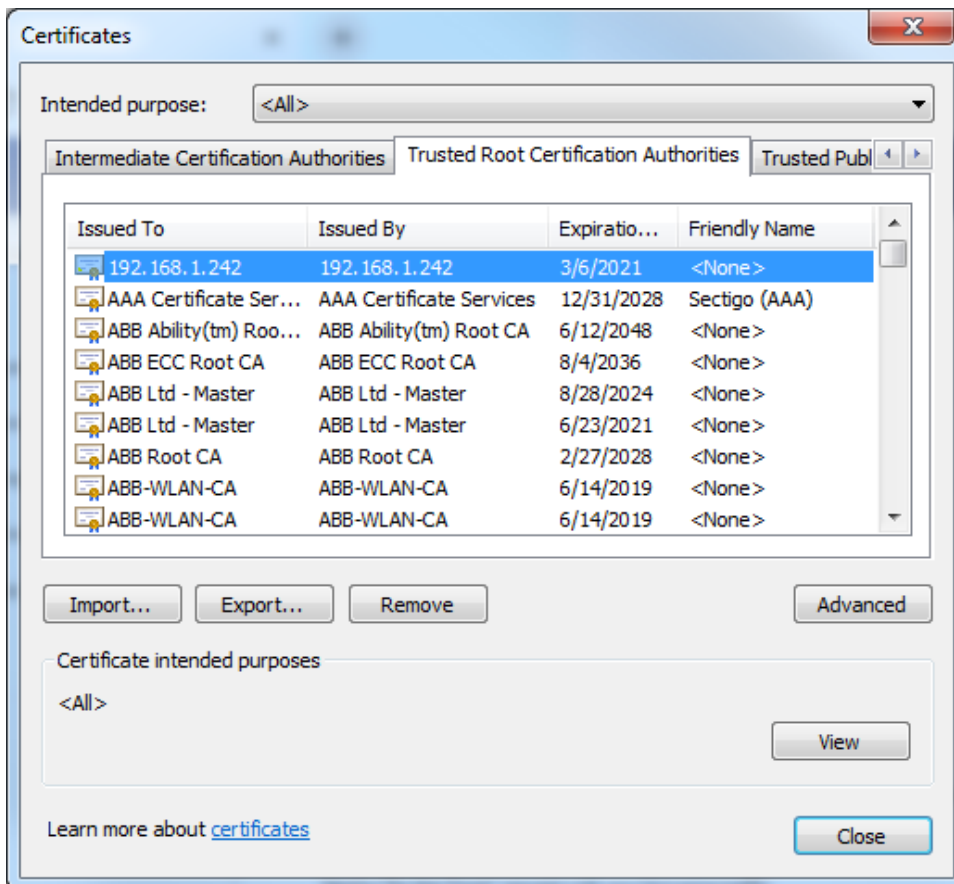 Certificates
Intended purpose: <All>
Intermediate Certification Authorities Trusted Root Certification Authorities Trusted Publ
Issued To Issued By Expiratio... Friendly Name
192.168.1.242 192.168.1.242 3/6/2021 <None>
AAA Certificate Ser... AAA Certificate Services 12/31/2028 Sectigo (AAA)
ABB Ability(tm) Roo... ABB Ability(tm) Root CA 6/12/2048 <None>
ABB ECC Root CA ABB ECC Root CA 8/4/2036 <None>
ABB Ltd - Master ABB Ltd - Master 8/28/2024 <None>
ABB Ltd - Master ABB Ltd - Master 6/23/2021 <None>
ABB Root CA ABB Root CA 2/27/2028 <None>
ABB-WLAN-CA ABB-WLAN-CA 6/14/2019 <None>
ABB-WLAN-CA ABB-WLAN-CA 6/14/2019 <None>
Import... Export... Remove Advanced
Certificate intended purposes
<All>
View
Learn more about certificates
Close